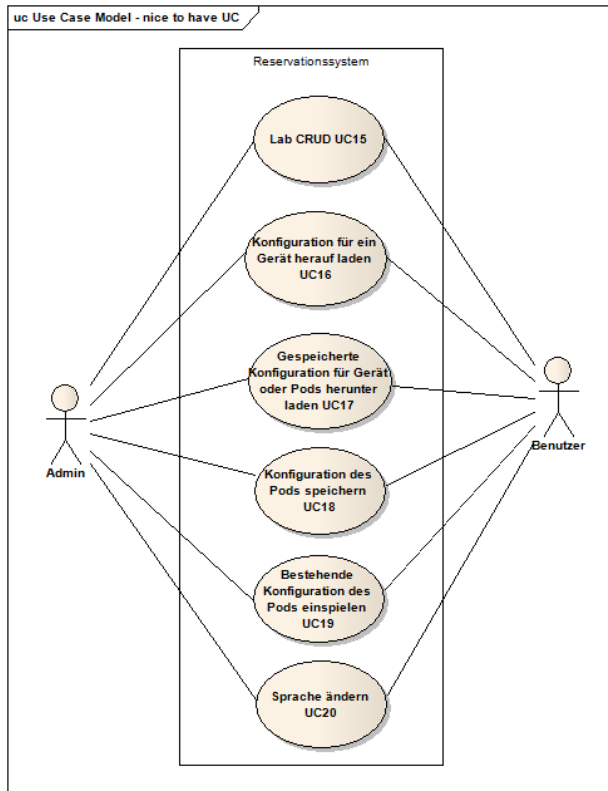 uc Use Case Model - nice to have UC
Reservationssystem
Lab CRUD UC15
Konfiguration für ein
Gerät herauf laden
UC16
Gespeicherte
Konfiguration für Gerät
oder Pods herunter
laden UC17
Admin
Benutzer
Konfiguration des
Pods speichern
UC18
Bestehende
Konfiguration des
Pods einspielen
UC19
Sprache ändern
UC20